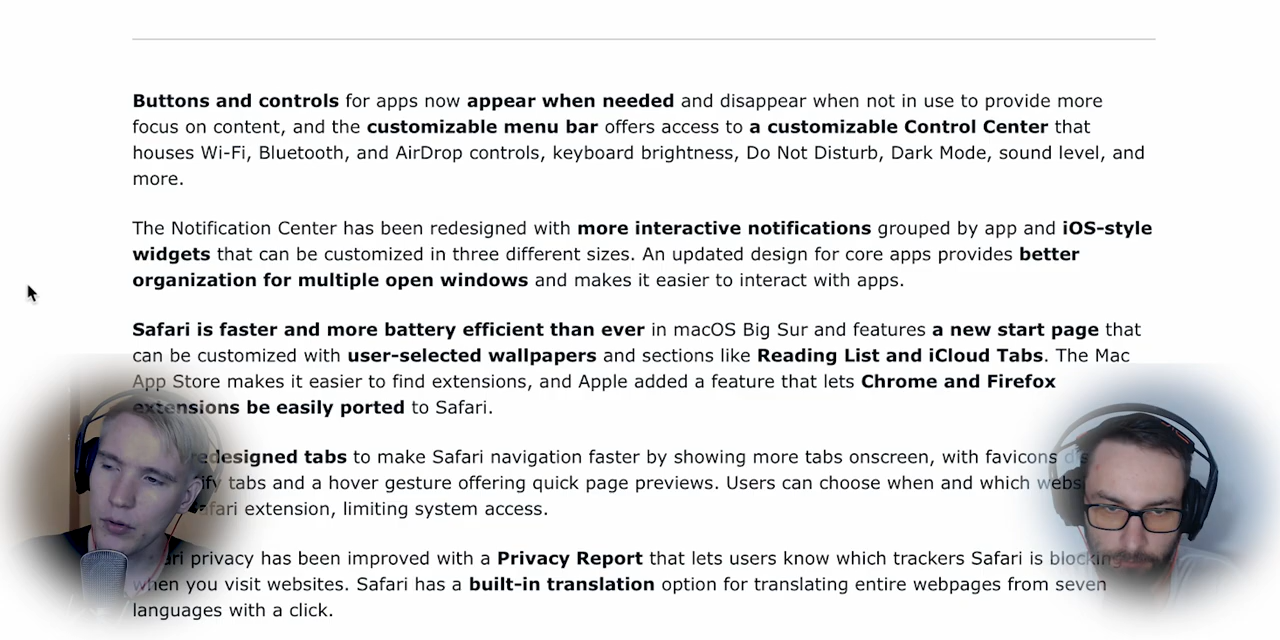 Buttons and controls for apps now appear when needed and disappear when not in use to provide more
focus on content, and the customizable menu bar offers access to a customizable Control Center that
houses Wi-Fi, Bluetooth, and AirDrop controls, keyboard brightness, Do Not Disturb, Dark Mode, sound level, and
more.
The Notification Center has been redesigned with more interactive notifications grouped by app and iOS-style
widgets that can be customized in three different sizes. An updated design for core apps provides better
organization for multiple open windows and makes it easier to interact with apps.
Safari is faster and more battery efficient than ever in macOS Big Sur and features a new start page that
can be customized with user-selected wallpapers and sections like Reading List and iCloud Tabs. The Mac
App Store makes it easier to find extensions, and Apple added a feature that lets Chrome and Firefox
extensions be easily ported to Safari.
redesigned tabs to make Safari navigation faster by showing more tabs onscreen, with favicons
tabs and a hover gesture offering quick page previews. Users can choose when and which
extension, limiting system access.
privacy has been improved with a Privacy Report that lets users know which trackers Safari is blocking
when you visit websites. Safari has a built-in translation option for translating entire webpages from seven
languages with a click.